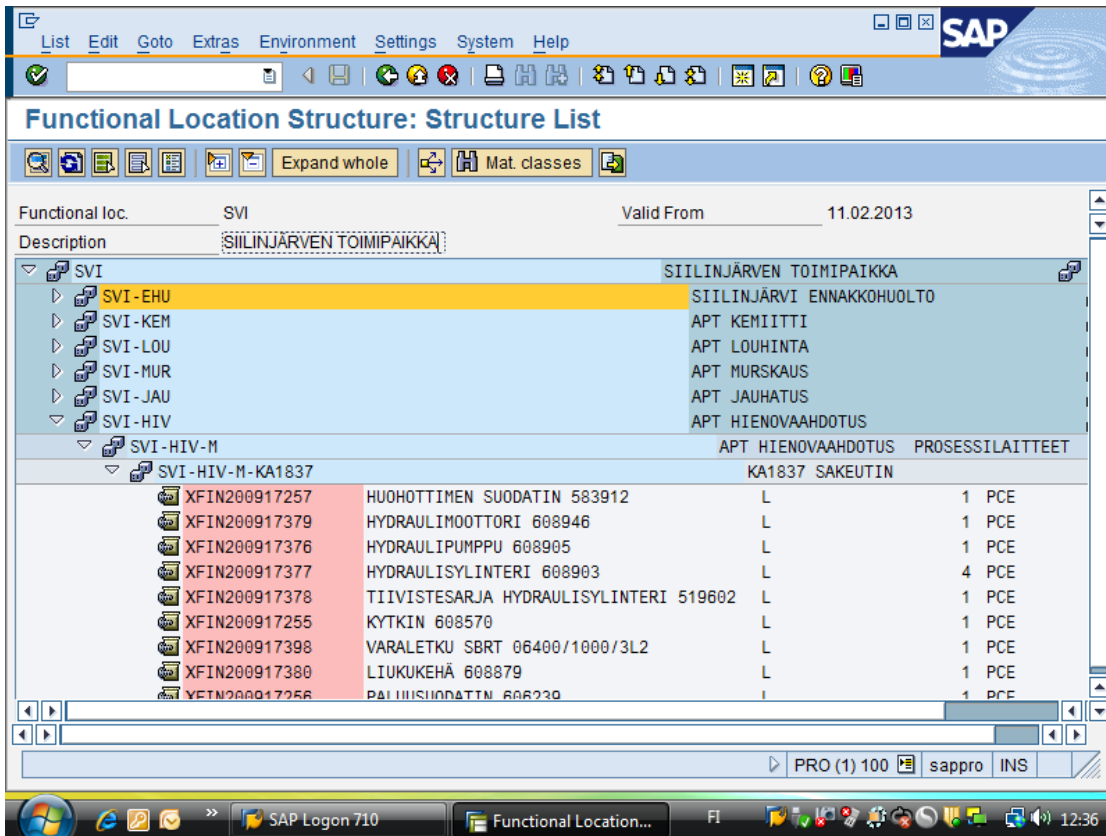 List Edit Goto Extras Environment Settings System Help
SAP
Functional Location Structure: Structure List
Expand whole Mat. classes
Functional loc. SVI Valid From 11.02.2013
Description SIILINJÄRVEN TOIMIPAIKKA
SVI SIILINJÄRVEN TOIMIPAIKKA
SVI-EHU SIILINJÄRVI ENNAKKOHUOLTO
SVI-KEM APT KEMIITTI
SVI-LOU APT LOUHINTA
SVI-MUR APT MURSKAUS
SVI-JAU APT JAUHATUS
SVI-HIV APT HIENOVAAHDOTUS
SVI-HIV-M APT HIENOVAAHDOTUS PROSESSILAITTEET
SVI-HIV-M-KA1837 KA1837 SAKEUTIN
XFIN200917257 HUOHOTTIMEN SUODATIN 583912 L 1 PCE
XFIN200917379 HYDRAULIMOOTTORI 608946 L 1 PCE
XFIN200917376 HYDRAULIPUMPPU 608905 L 1 PCE
XFIN200917377 HYDRAULISYLINTERI 608903 L 4 PCE
XFIN200917378 TIIVISTESARJA HYDRAULISYLINTERI 519602 L 1 PCE
XFIN200917255 KYTKIN 608570 L 1 PCE
XFIN200917398 VARALETKU SBRT 06400/1000/3L2 L 1 PCE
XFIN200917380 LIUKUKEHÄ 608879 L 1 PCE
XFIN200917256 PALUUSUODATIN 606239 L 1 PCE
PRO (1) 100 sappro INS
» SAP Logon 710 Functional Location... FI 12:36